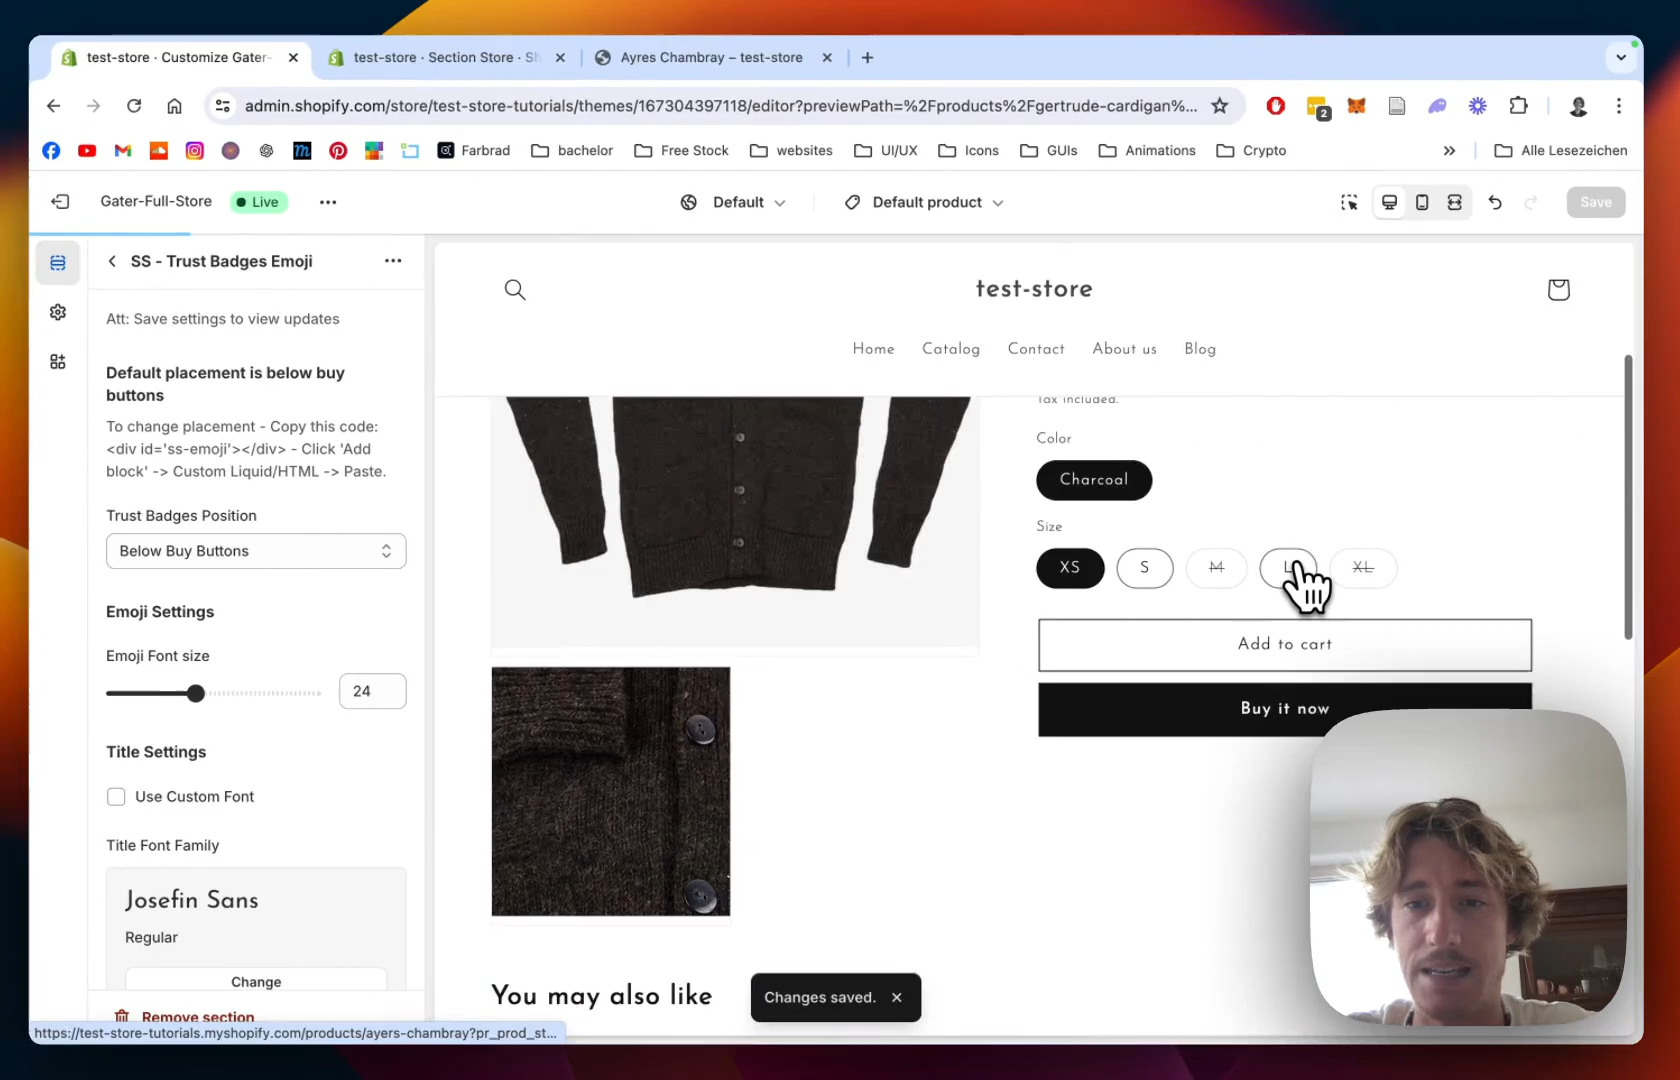 test-store · Customize Gater-
test-store · Section Store · Sh
Ayres Chambray – test-store
admin.shopify.com/store/test-store-tutorials/themes/167304397118/editor?previewPath=%2Fproducts%2Fgertrude-cardigan%...
2
Farbrad
bachelor
Free Stock
websites
UI/UX
Icons
GUIs
Animations
Crypto
Alle Lesezeichen
Gater-Full-Store
Live
Default
Default product
Save
SS - Trust Badges Emoji
Att: Save settings to view updates
Default placement is below buy
buttons
To change placement - Copy this code:
<div id='ss-emoji'></div> - Click 'Add
block' -> Custom Liquid/HTML -> Paste.
Trust Badges Position
Below Buy Buttons
Emoji Settings
Emoji Font size
24
Title Settings
Use Custom Font
Title Font Family
Josefin Sans
Regular
Change
Remove section
https://test-store-tutorials.myshopify.com/products/ayers-chambray?pr_prod_st...
test-store
Home
Catalog
Contact
About us
Blog
Tax included.
Color
Charcoal
Size
XS
S
M
L
XL
Add to cart
Buy it now
You may also like
Changes saved.